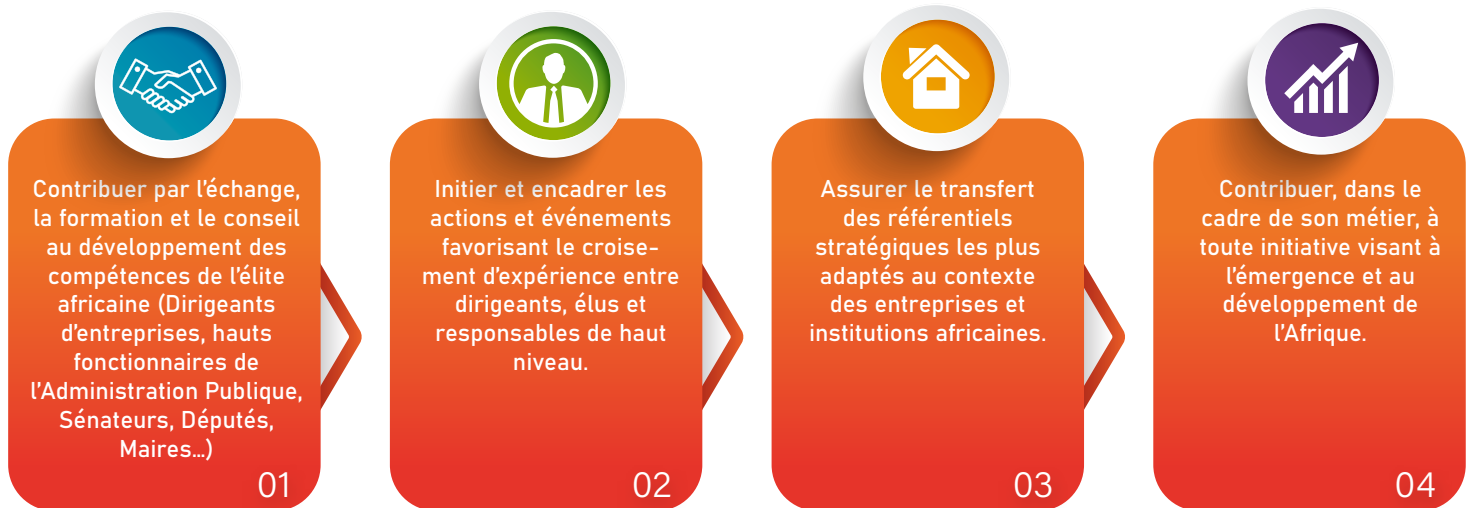 Contribuer par l'échange,
la formation et le conseil
au développement des
compétences de l'élite
africaine (Dirigeants
d'entreprises, hauts
fonctionnaires de
l'Administration Publique,
Sénateurs, Députés,
Maires...)
01
Initier et encadrer les
actions et événements
favorisant le croise-
ment d'expérience entre
dirigeants, élus et
responsables de haut
niveau.
02
Assurer le transfert
des référentiels
stratégiques les plus
adaptés au contexte
des entreprises et
institutions africaines.
03
Contribuer, dans le
cadre de son métier, à
toute initiative visant à
l'émergence et au
développement de
l'Afrique.
04